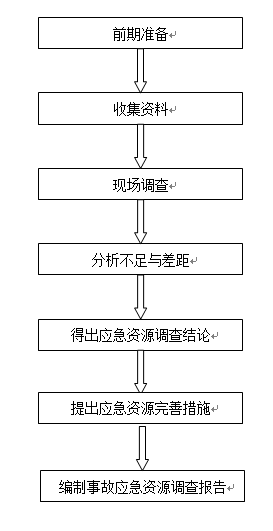 前期准备
收集资料
现场调查
分析不足与差距
得出应急资源调查结论
提出应急资源完善措施
编制事故应急资源调查报告